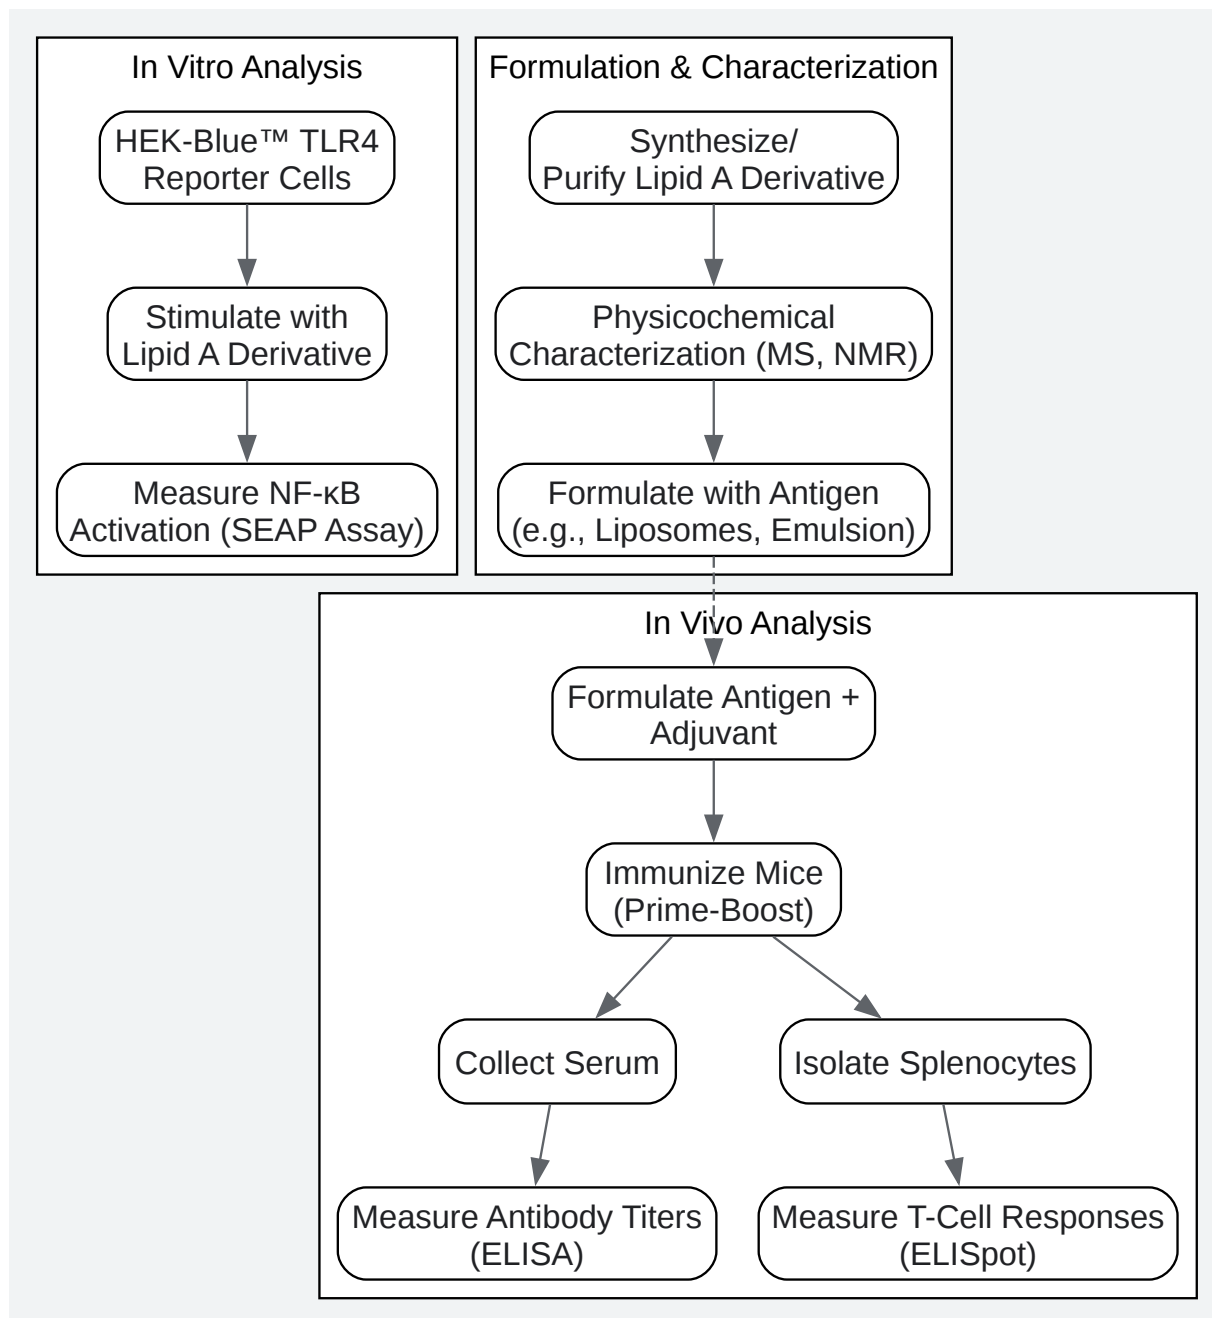 In Vitro Analysis
HEK-Blue™ TLR4
Reporter Cells
Stimulate with
Lipid A Derivative
Measure NF-κB
Activation (SEAP Assay)
Formulation & Characterization
Synthesize/
Purify Lipid A Derivative
Physicochemical
Characterization (MS, NMR)
Formulate with Antigen
(e.g., Liposomes, Emulsion)
In Vivo Analysis
Formulate Antigen +
Adjuvant
Immunize Mice
(Prime-Boost)
Collect Serum
Isolate Splenocytes
Measure Antibody Titers
(ELISA)
Measure T-Cell Responses
(ELISpot)